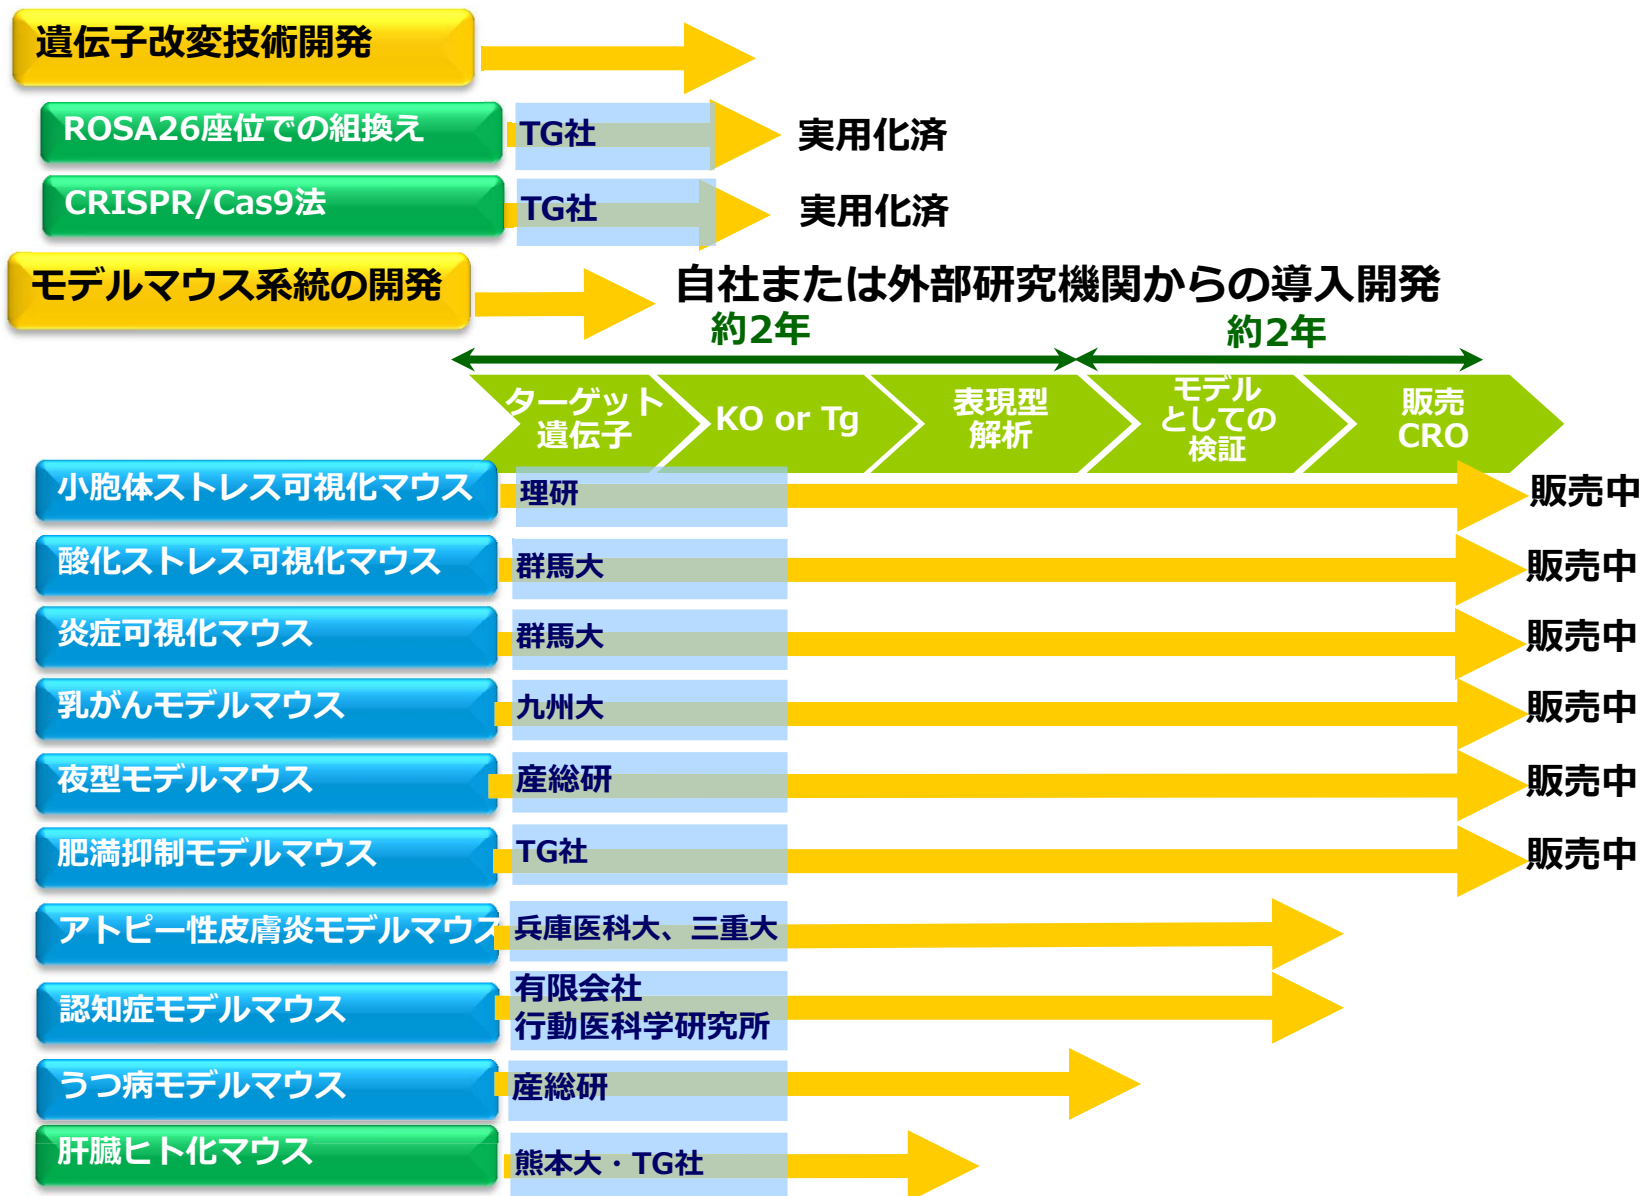 遺伝子改変技術開発
ROSA26座位での組換え
TG社
実用化済
CRISPR/Cas9法
TG社
実用化済
モデルマウス系統の開発
自社または外部研究機関からの導入開発
約2年
約2年
ターゲット
遺伝子
KO or Tg
表現型
解析
モデル
としての
検証
販売
CRO
小胞体ストレス可視化マウス
理研
販売中
酸化ストレス可視化マウス
群馬大
販売中
炎症可視化マウス
群馬大
販売中
乳がんモデルマウス
九州大
販売中
夜型モデルマウス
産総研
販売中
肥満抑制モデルマウス
TG社
販売中
アトピー性皮膚炎モデルマウス
兵庫医科大、三重大
認知症モデルマウス
有限会社
行動医科学研究所
うつ病モデルマウス
産総研
肝臓ヒト化マウス
熊本大・TG社